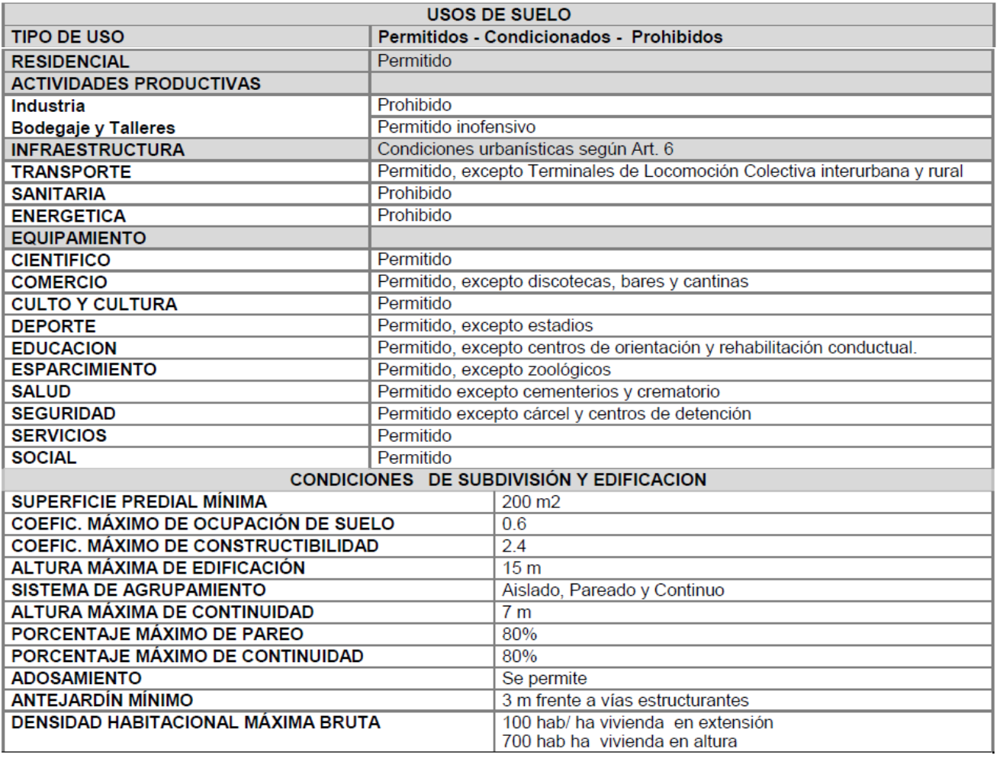 USOS DE SUELO
TIPO DE USO Permitidos - Condicionados - Prohibidos
RESIDENCIAL Permitido
ACTIVIDADES PRODUCTIVAS
Industria Prohibido
Bodegaje y Talleres Permitido inofensivo
INFRAESTRUCTURA Condiciones urbanísticas según Art. 6
TRANSPORTE Permitido, excepto Terminales de Locomoción Colectiva interurbana y rural
SANITARIA Prohibido
ENERGETICA Prohibido
EQUIPAMIENTO
CIENTIFICO Permitido
COMERCIO Permitido, excepto discotecas, bares y cantinas
CULTO Y CULTURA Permitido
DEPORTE Permitido, excepto estadios
EDUCACION Permitido, excepto centros de orientación y rehabilitación conductual.
ESPARCIMIENTO Permitido, excepto zoológicos
SALUD Permitido excepto cementerios y crematorio
SEGURIDAD Permitido excepto cárcel y centros de detención
SERVICIOS Permitido
SOCIAL Permitido
CONDICIONES DE SUBDIVISIÓN Y EDIFICACION
SUPERFICIE PREDIAL MÍNIMA 200 m2
COEFIC. MÁXIMO DE OCUPACIÓN DE SUELO 0.6
COEFIC. MÁXIMO DE CONSTRUCTIBILIDAD 2.4
ALTURA MÁXIMA DE EDIFICACIÓN 15 m
SISTEMA DE AGRUPAMIENTO Aislado, Pareado y Continuo
ALTURA MÁXIMA DE CONTINUIDAD 7 m
PORCENTAJE MÁXIMO DE PAREO 80%
PORCENTAJE MÁXIMO DE CONTINUIDAD 80%
ADOSAMIENTO Se permite
ANTEJARDÍN MÍNIMO 3 m frente a vías estructurantes
DENSIDAD HABITACIONAL MÁXIMA BRUTA 100 hab/ ha vivienda en extensión
700 hab ha vivienda en altura